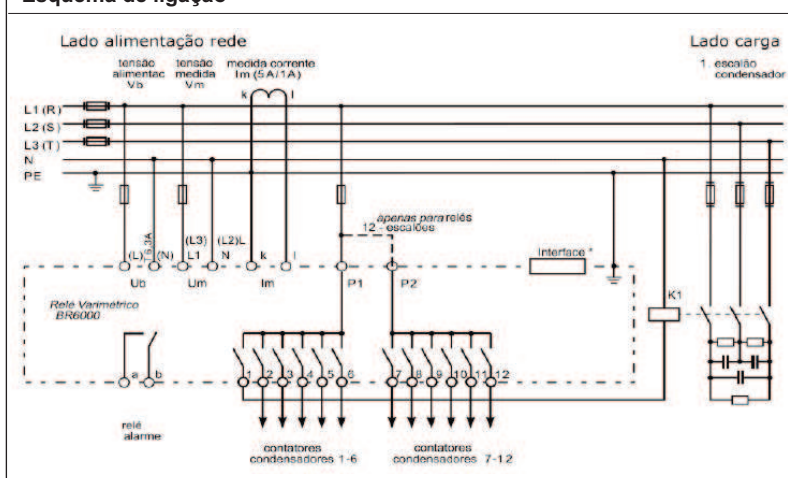 Esquema de ligação
Lado alimentação rede
Lado carga
tensão alimentac Vb
tensão medida Vm
medida corrente Im (5A/1A)
1. escalão condensador
k l
L1 (R)
L2 (S)
L3 (T)
N
PE
apenas para relés
12 - escalões
(L) T 6.3A (N) (L3) L1 (L2)L N k l
Interface *
Ub Um Im P1 P2
K1
Relé Varimétrico
BR6000
a b
1 2 3 4 5 6 7 8 9 10 11 12
relé
alarme
contatores
condensadores 1-6
contatores
condensadores 7-12